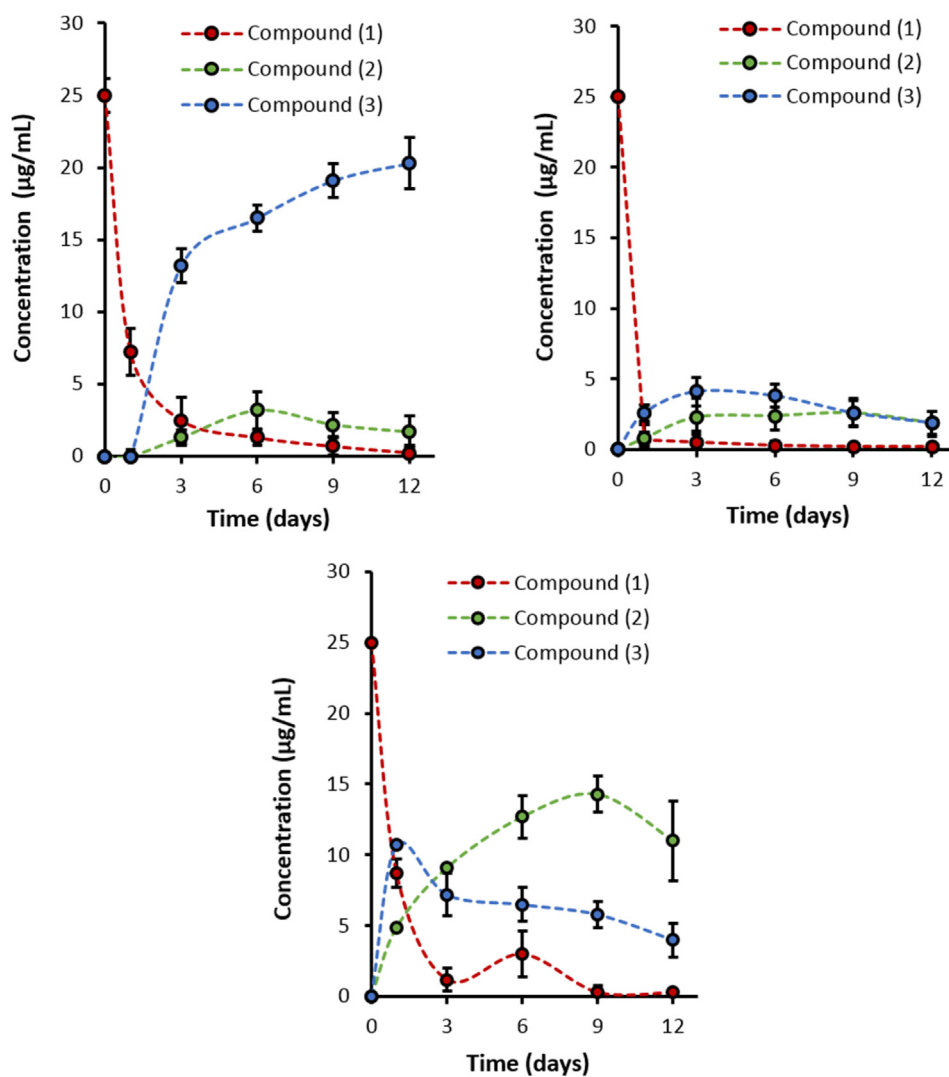 30
25
20
15
10
5
0
Concentration (µg/mL)
Compound (1)
Compound (2)
Compound (3)
0 3 6 9 12
Time (days)
30
25
20
15
10
5
0
Concentration (µg/mL)
Compound (1)
Compound (2)
Compound (3)
0 3 6 9 12
Time (days)
30
25
20
15
10
5
0
Concentration (µg/mL)
Compound (1)
Compound (2)
Compound (3)
0 3 6 9 12
Time (days)